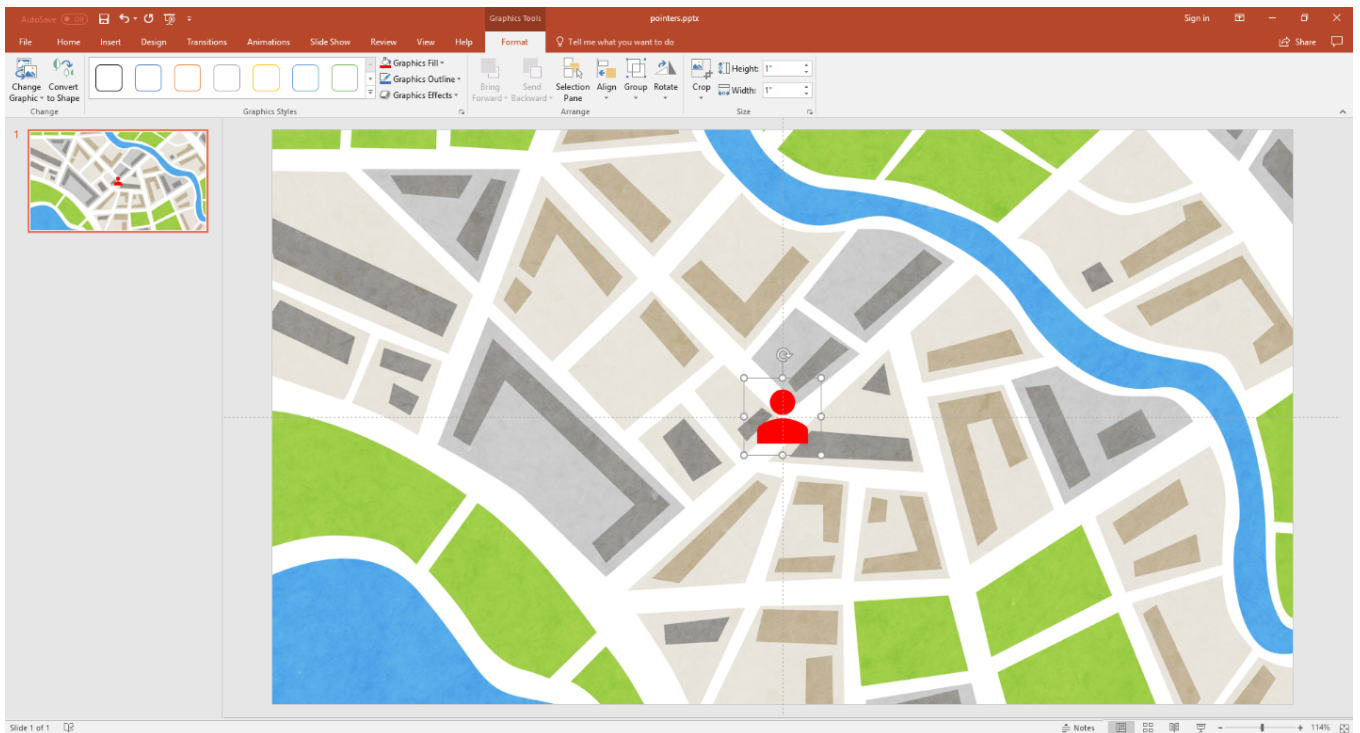 AutoSave Off
Graphics Tools
pointers.pptx
Sign in
File Home Insert Design Transitions Animations Slide Show Review View Help Format Tell me what you want to do
Share
Change Graphic
Convert to Shape
Graphics Fill
Graphics Outline
Graphics Effects
Bring Forward
Send Backward
Selection Pane
Align
Group
Rotate
Crop
Height: 1"
Width: 1"
Change
Graphics Styles
Arrange
Size
1
Slide 1 of 1
Notes
114%